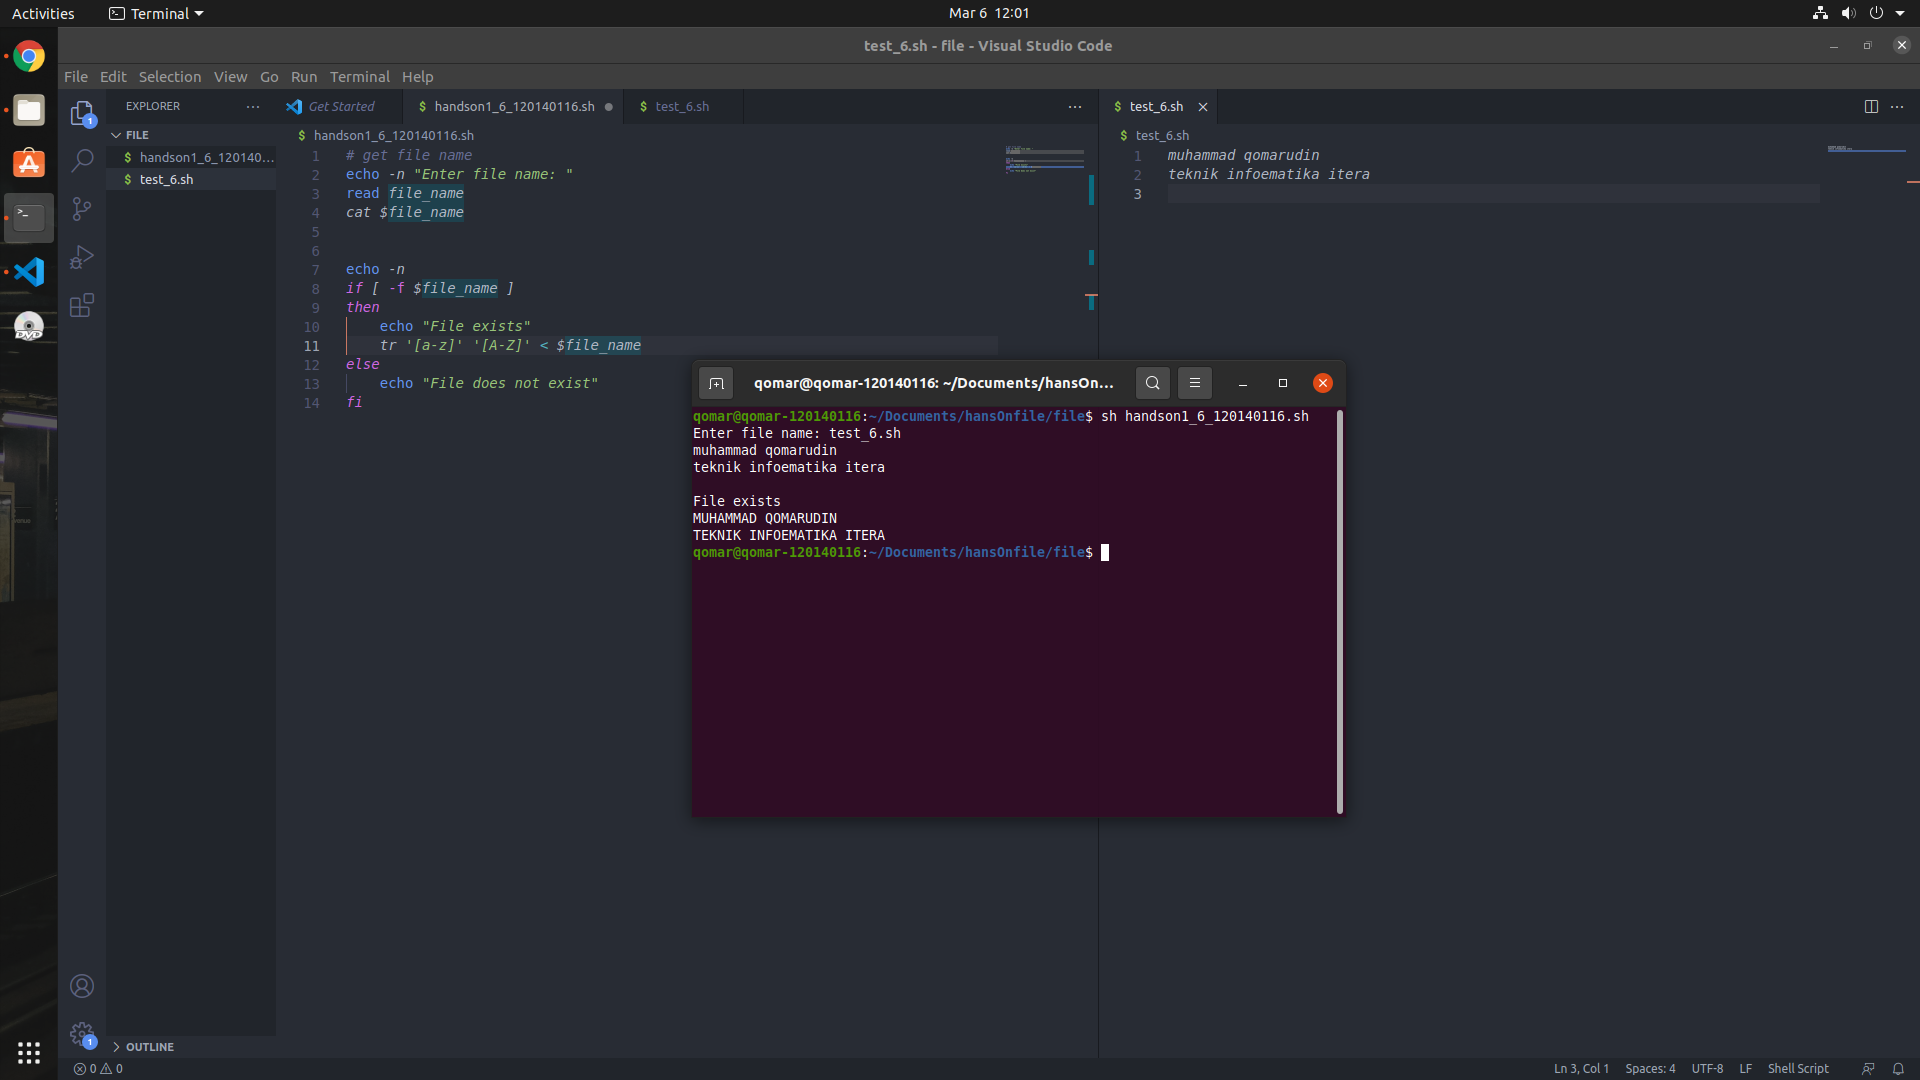 Activities
Terminal
Mar 6 12:01
test_6.sh - file - Visual Studio Code
File Edit Selection View Go Run Terminal Help
EXPLORER
FILE
$ handson1_6_120140...
$ test_6.sh
OUTLINE
Get Started
$ handson1_6_120140116.sh
$ test_6.sh
$ handson1_6_120140116.sh
1 # get file name
2 echo -n "Enter file name: "
3 read file_name
4 cat $file_name
5
6
7 echo -n
8 if [ -f $file_name ]
9 then
10 echo "File exists"
11 tr '[a-z]' '[A-Z]' < $file_name
12 else
13 echo "File does not exist"
14 fi
$ test_6.sh
$ test_6.sh
1 muhammad qomarudin
2 teknik infoematika itera
3
qomar@qomar-120140116: ~/Documents/hansOn...
qomar@qomar-120140116:~/Documents/hansOnfile/file$ sh handson1_6_120140116.sh
Enter file name: test_6.sh
muhammad qomarudin
teknik infoematika itera
File exists
MUHAMMAD QOMARUDIN
TEKNIK INFOEMATIKA ITERA
qomar@qomar-120140116:~/Documents/hansOnfile/file$
1
1
DVD
0 0
Ln 3, Col 1 Spaces: 4 UTF-8 LF Shell Script